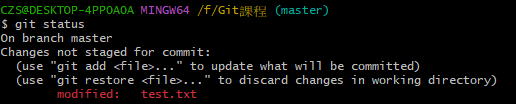 CZS@DESKTOP-4PPOAOA MINGW64 /f/Git課程 (master)
$ git status
On branch master
Changes not staged for commit:
  (use "git add <file>..." to update what will be committed)
  (use "git restore <file>..." to discard changes in working directory)
        modified:   test.txt